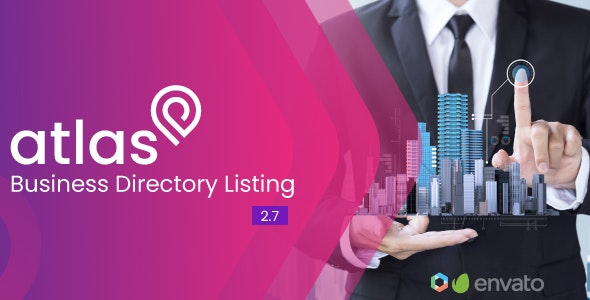 atlas
Business Directory Listing
2.7
envato